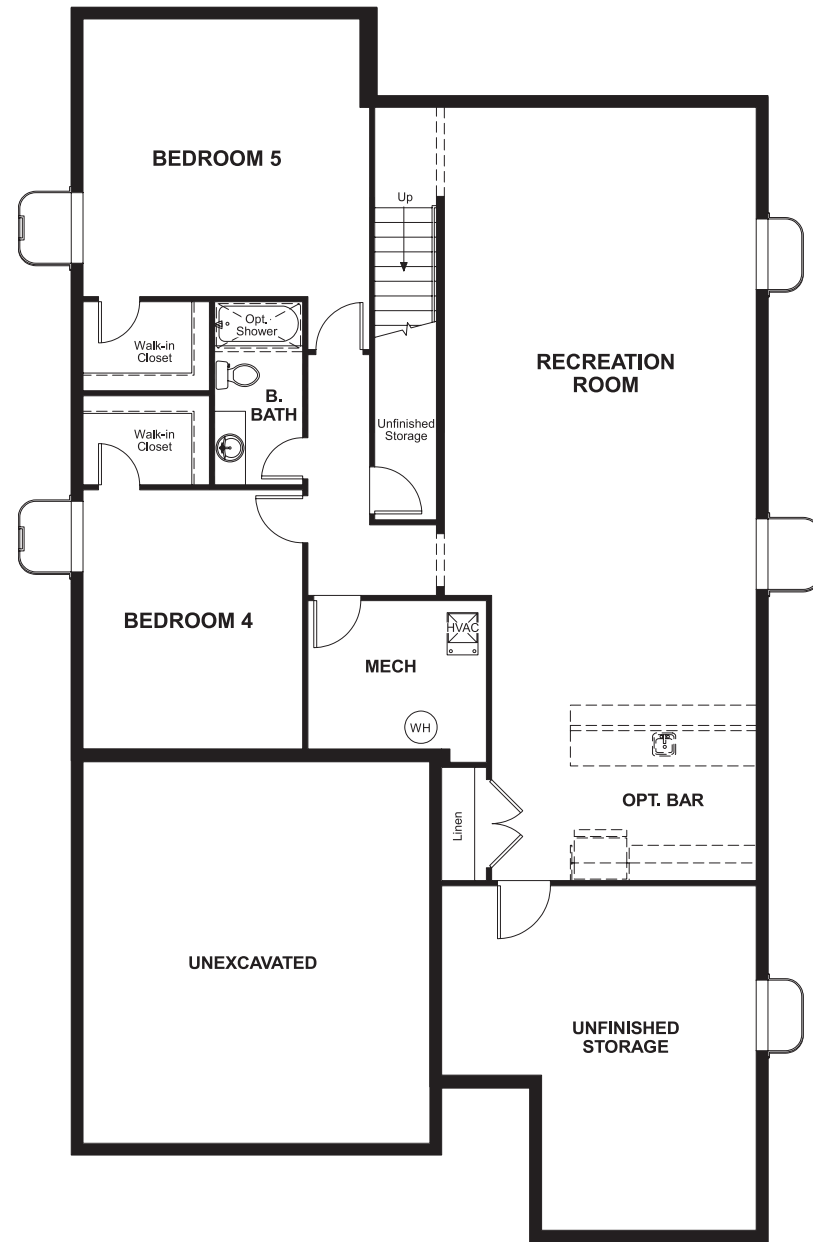 BEDROOM 5
Up
Opt.
Shower
Walk-in
Closet
RECREATION
ROOM
B.
BATH
Unfinished
Storage
Walk-in
Closet
BEDROOM 4
HVAC
MECH
WH
OPT. BAR
Linen
UNEXCAVATED
UNFINISHED
STORAGE